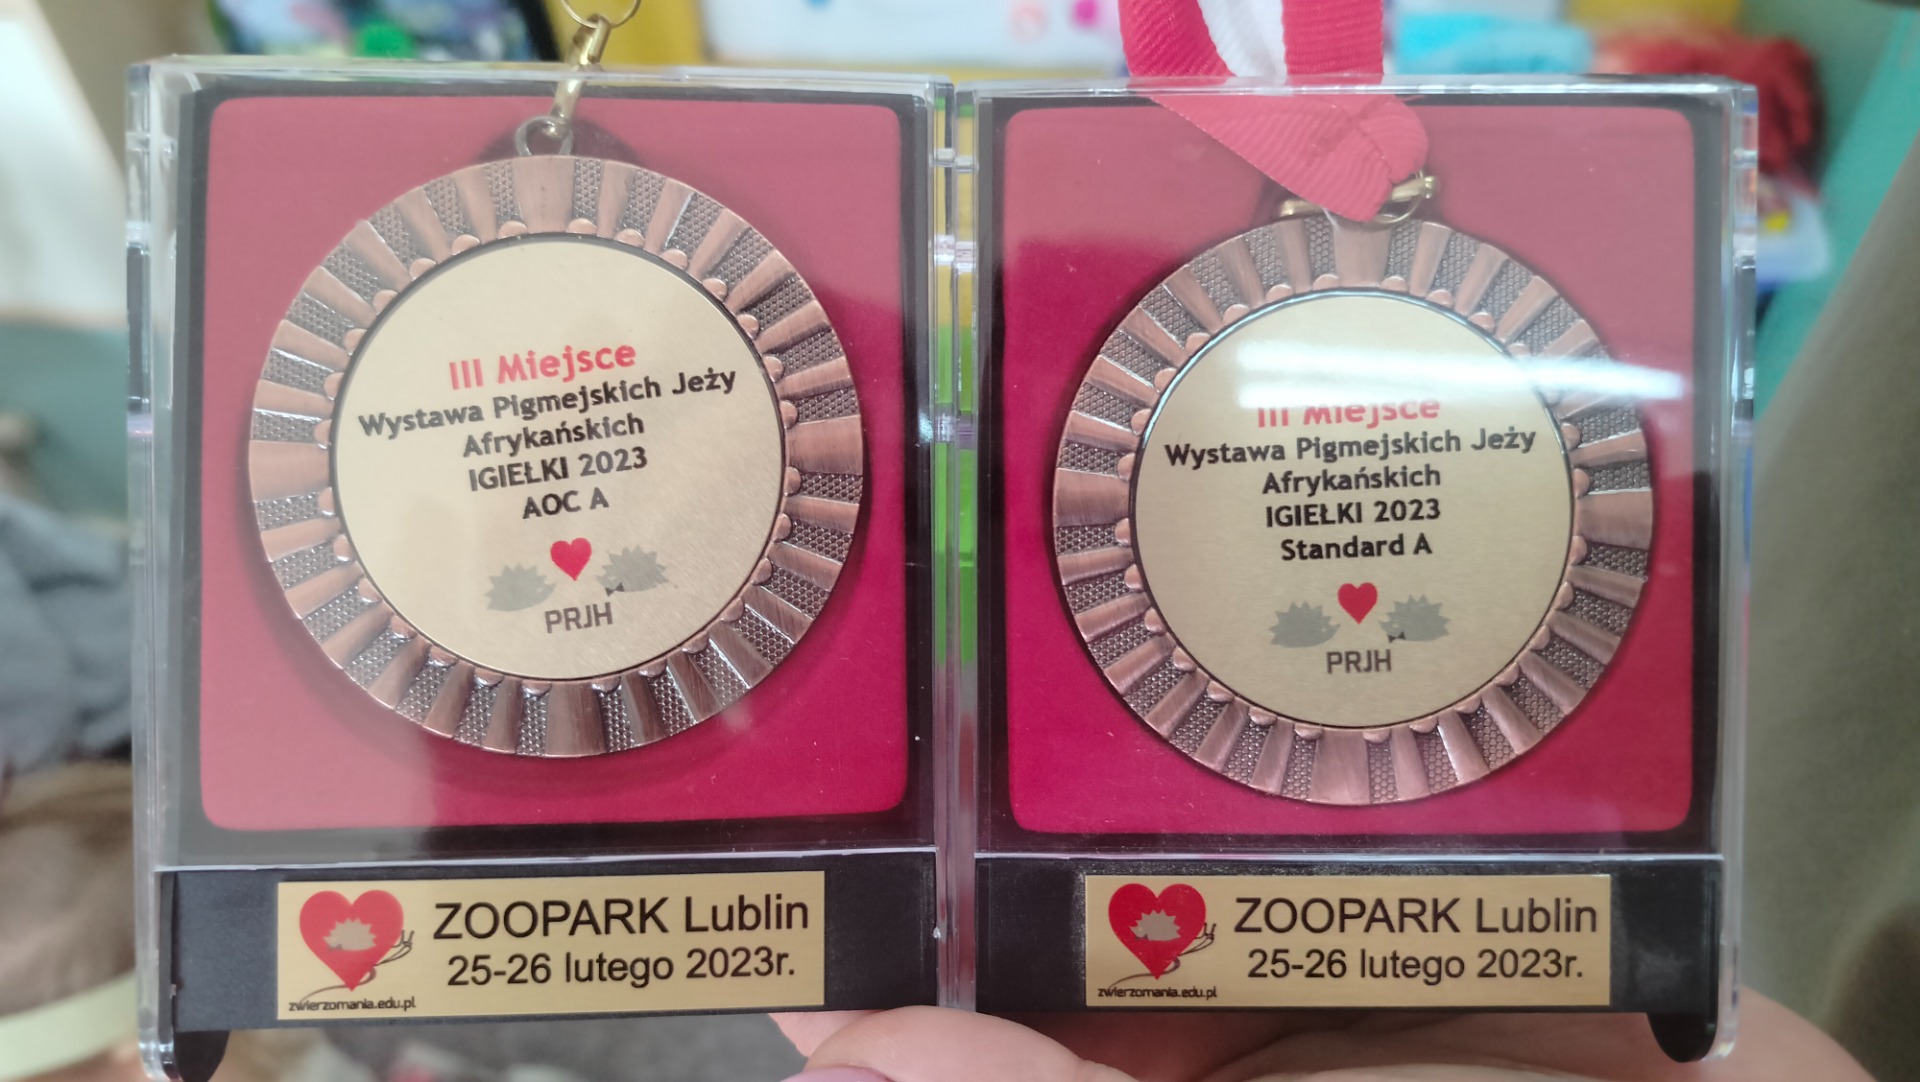 III Miejsce
Wystawa Pigmejskich Jeży
Afrykańskich
IGIEŁKI 2023
AOC A
PRJH
ZOOPARK Lublin
25-26 lutego 2023r.
zwierzomania.edu.pl
III Miejsce
Wystawa Pigmejskich Jeży
Afrykańskich
IGIEŁKI 2023
Standard A
PRJH
ZOOPARK Lublin
25-26 lutego 2023r.
zwierzomania.edu.pl